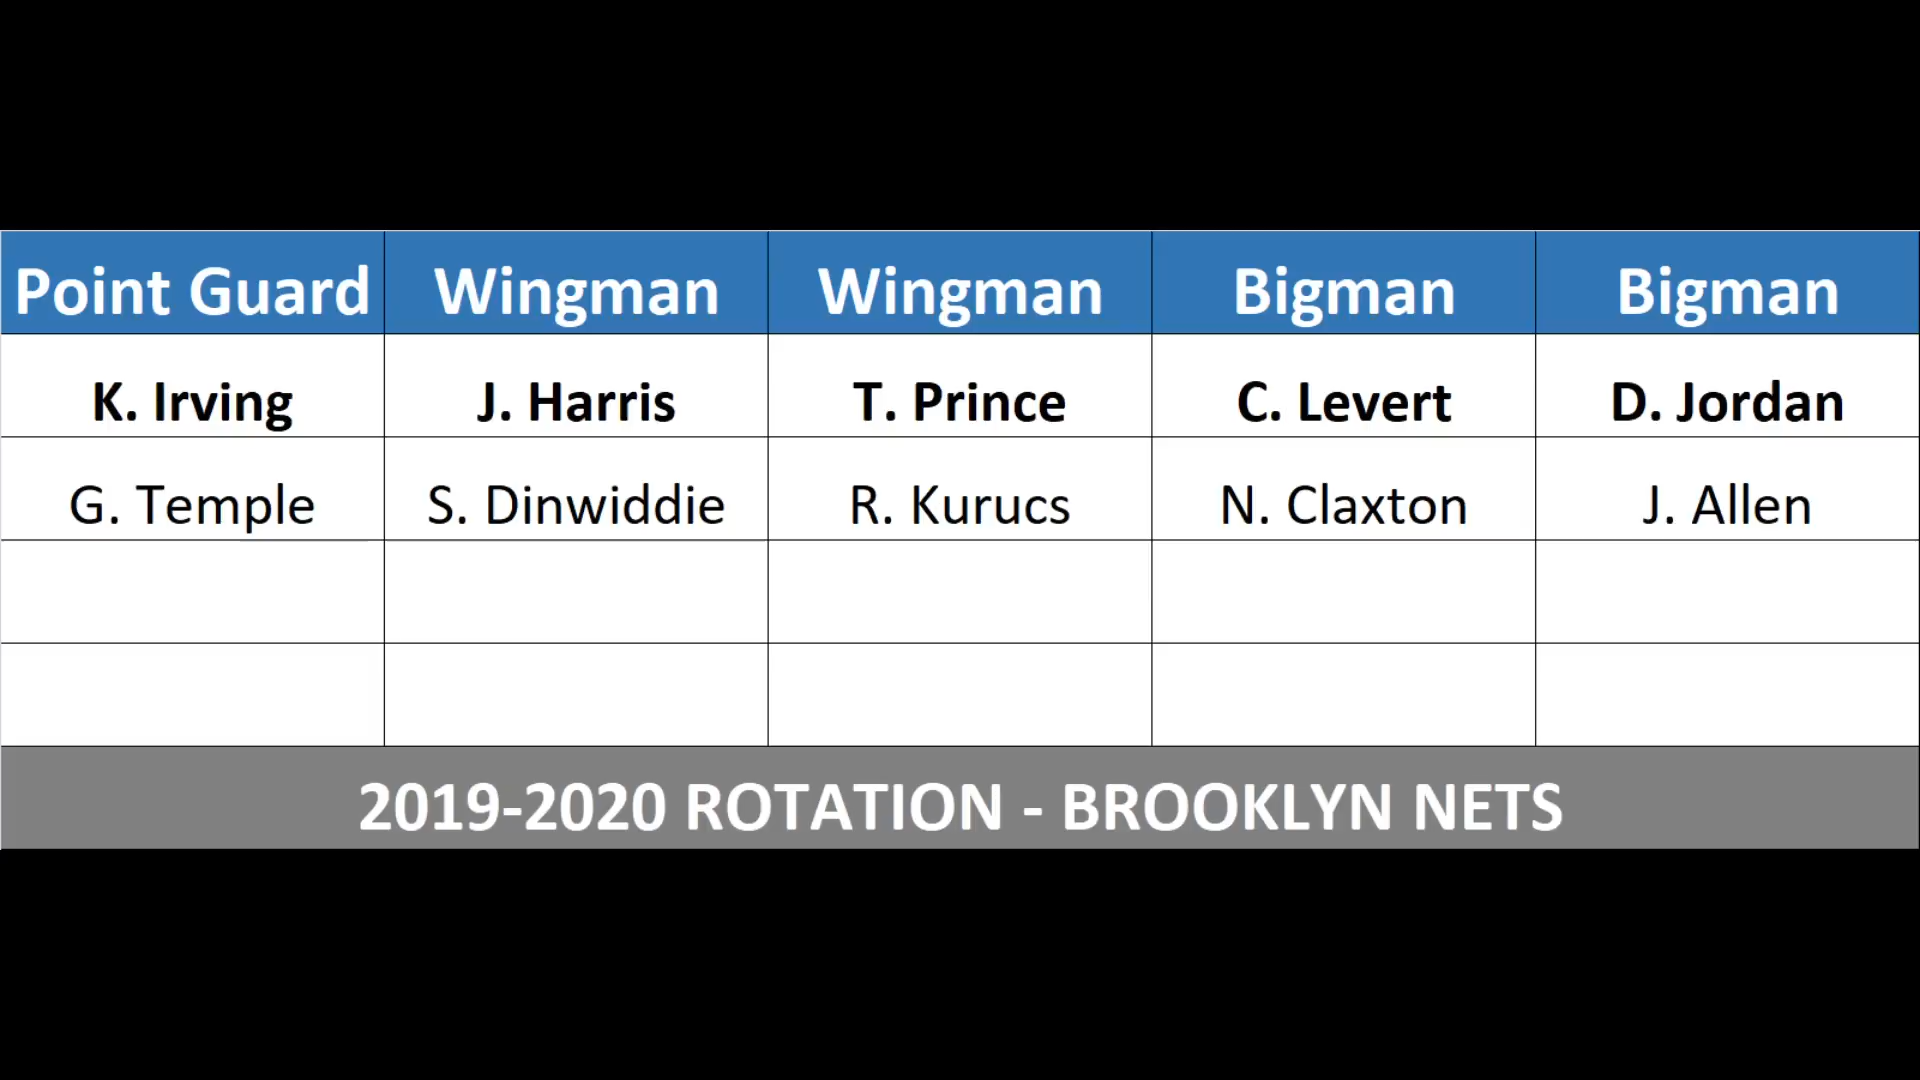 Point Guard Wingman Wingman Bigman Bigman
K. Irving J. Harris T. Prince C. Levert D. Jordan
G. Temple S. Dinwiddie R. Kurucs N. Claxton J. Allen
2019-2020 ROTATION - BROOKLYN NETS